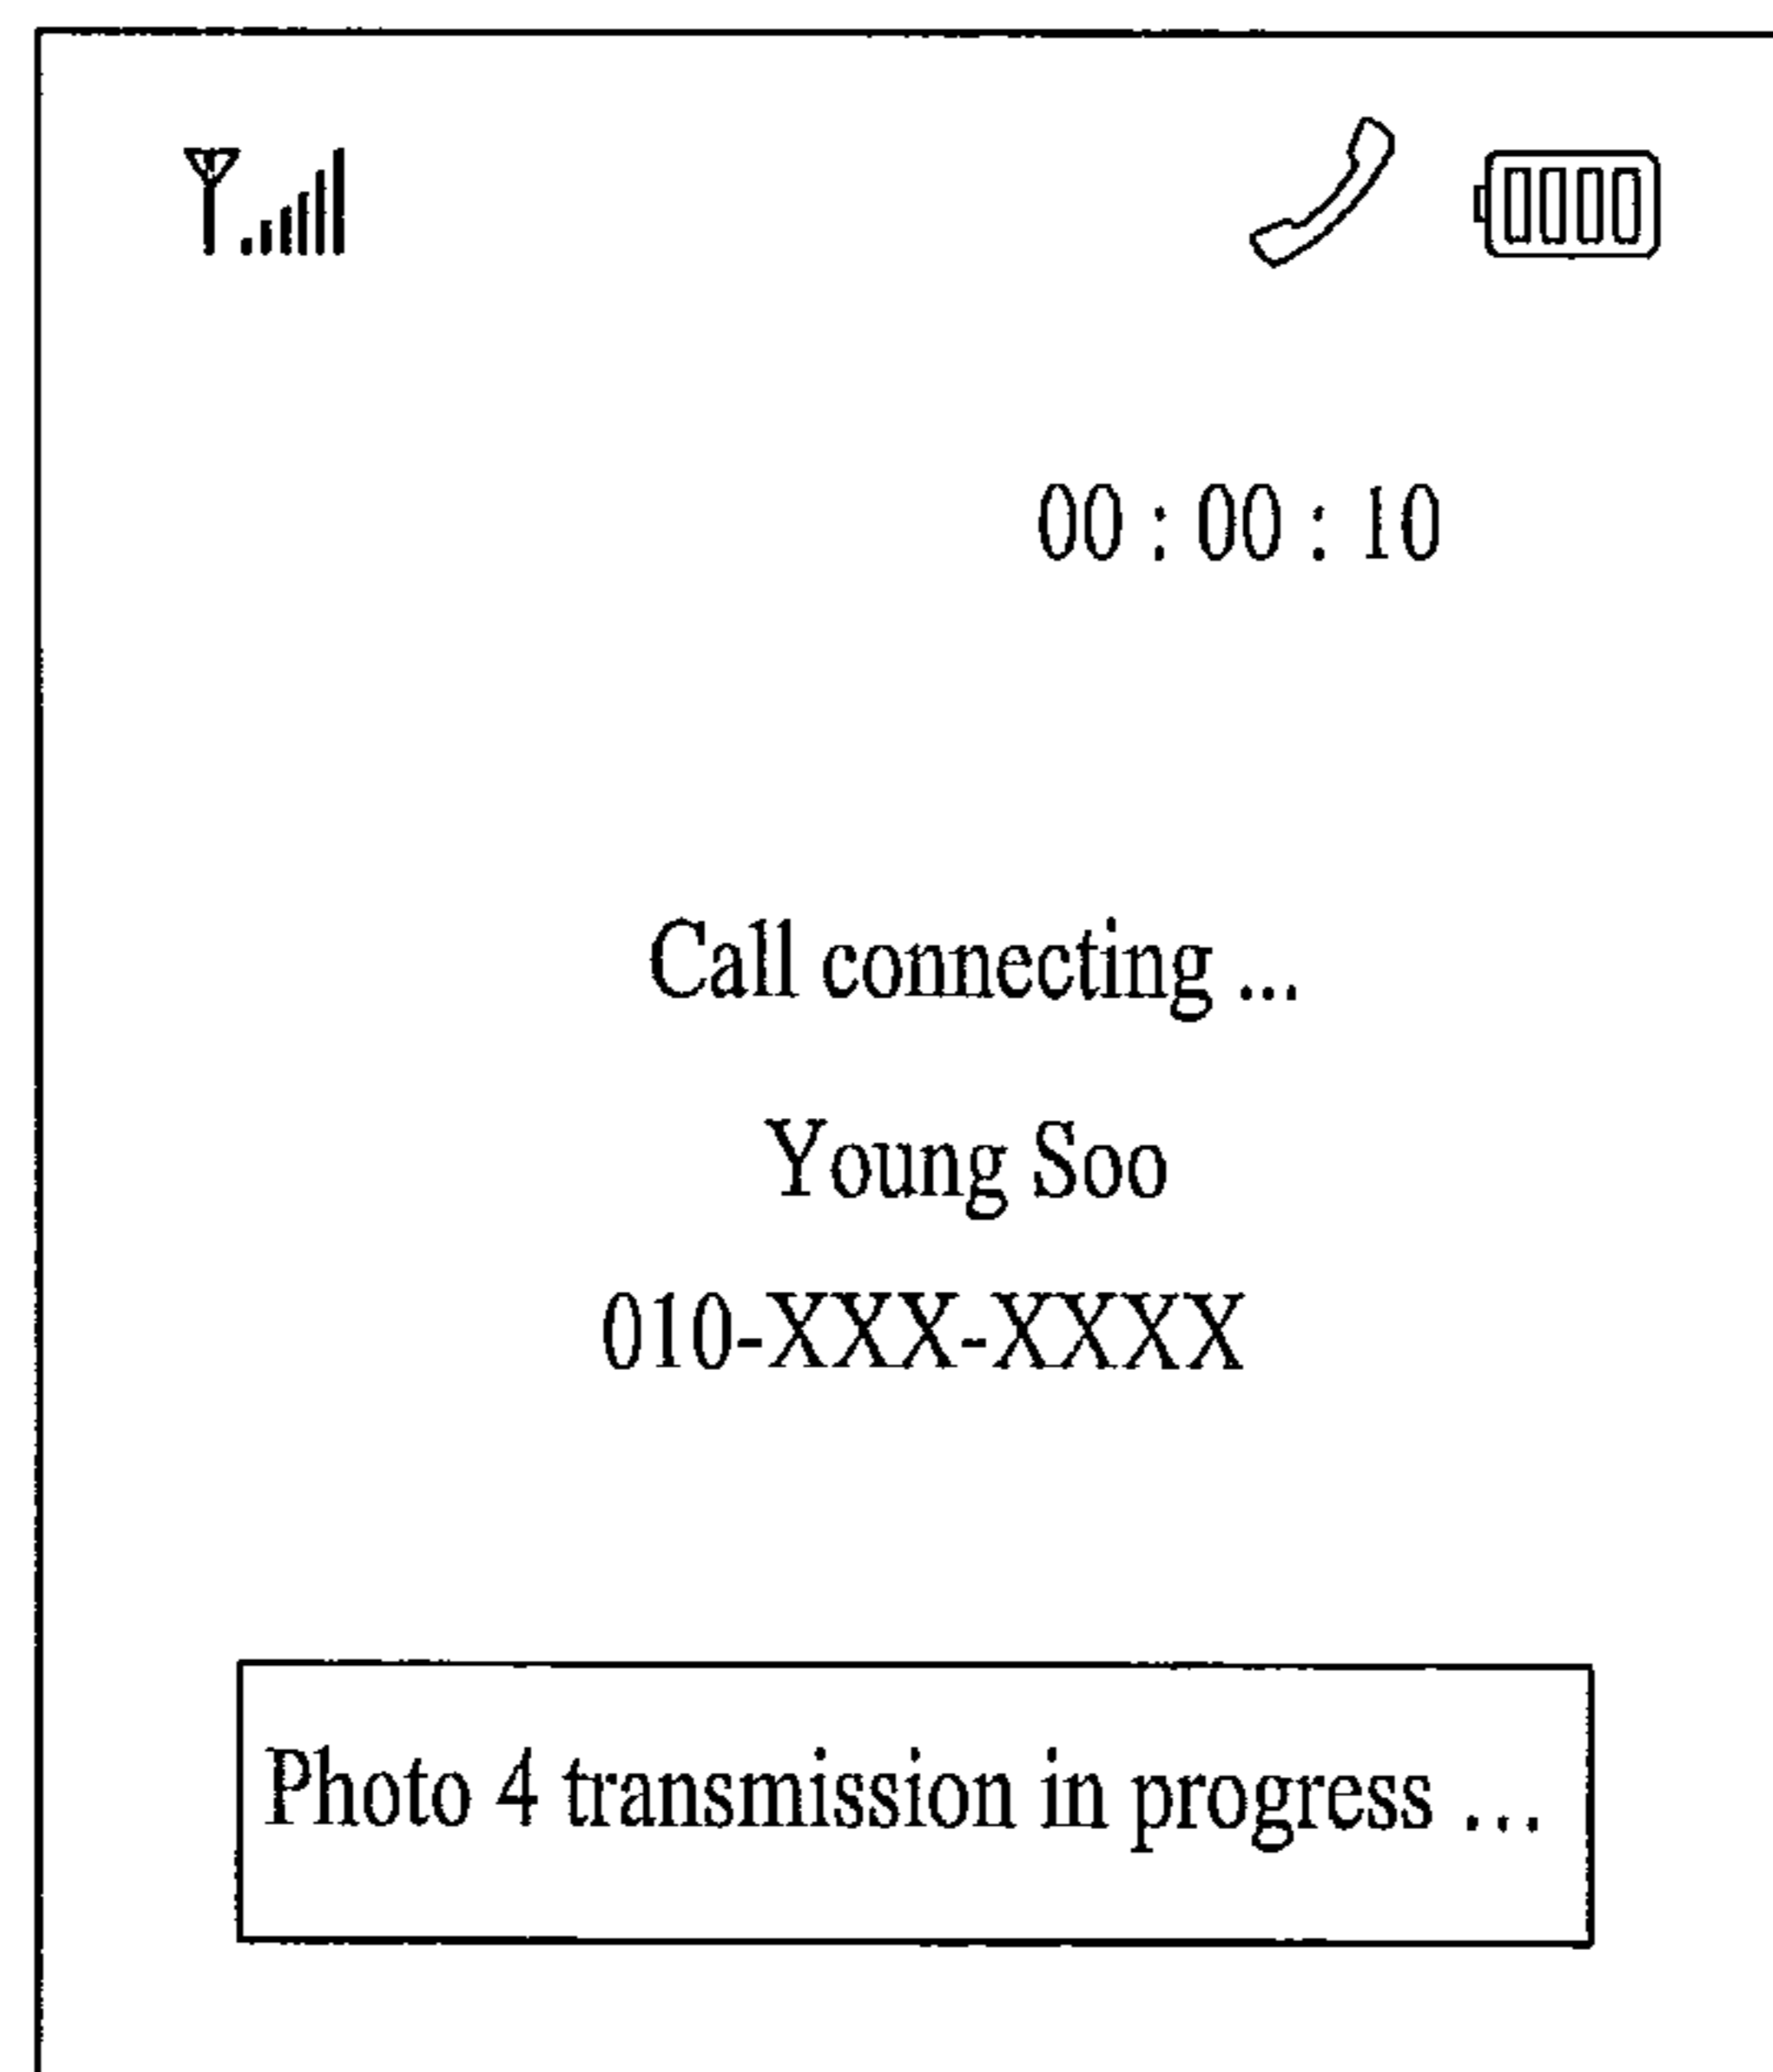 00 : 00 : 10
Call connecting ...
Young Soo
010-XXX-XXXX
Photo 4 transmission in progress ...